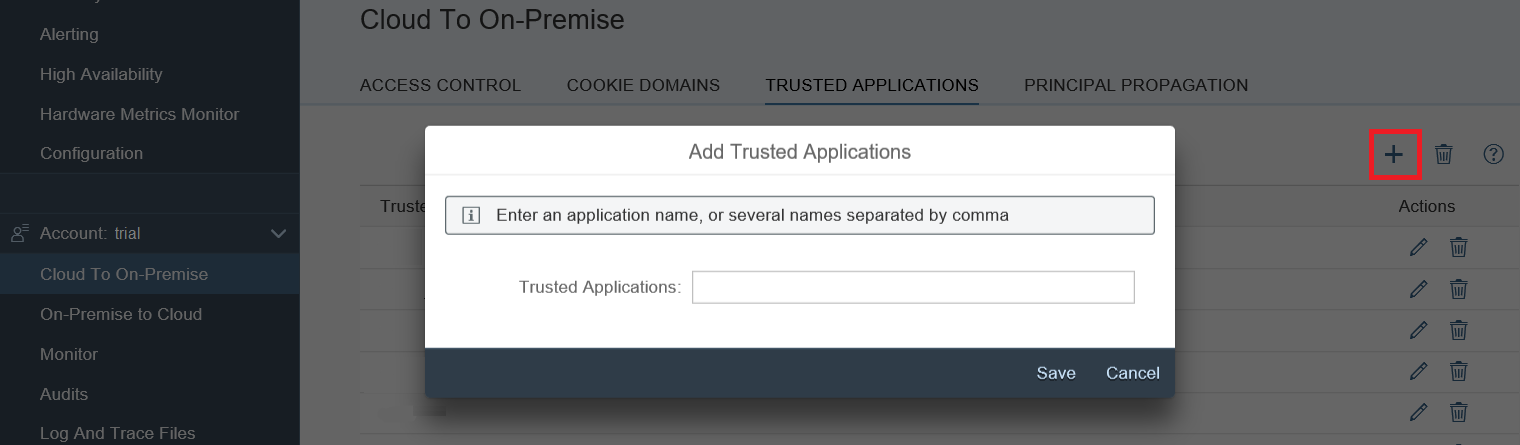 Cloud To On-Premise
Alerting
High Availability
Hardware Metrics Monitor
Configuration
Account: trial
Cloud To On-Premise
On-Premise to Cloud
Monitor
Audits
Log And Trace Files
ACCESS CONTROL COOKIE DOMAINS TRUSTED APPLICATIONS PRINCIPAL PROPAGATION
Actions
Add Trusted Applications
Enter an application name, or several names separated by comma
Trusted Applications:
Save Cancel